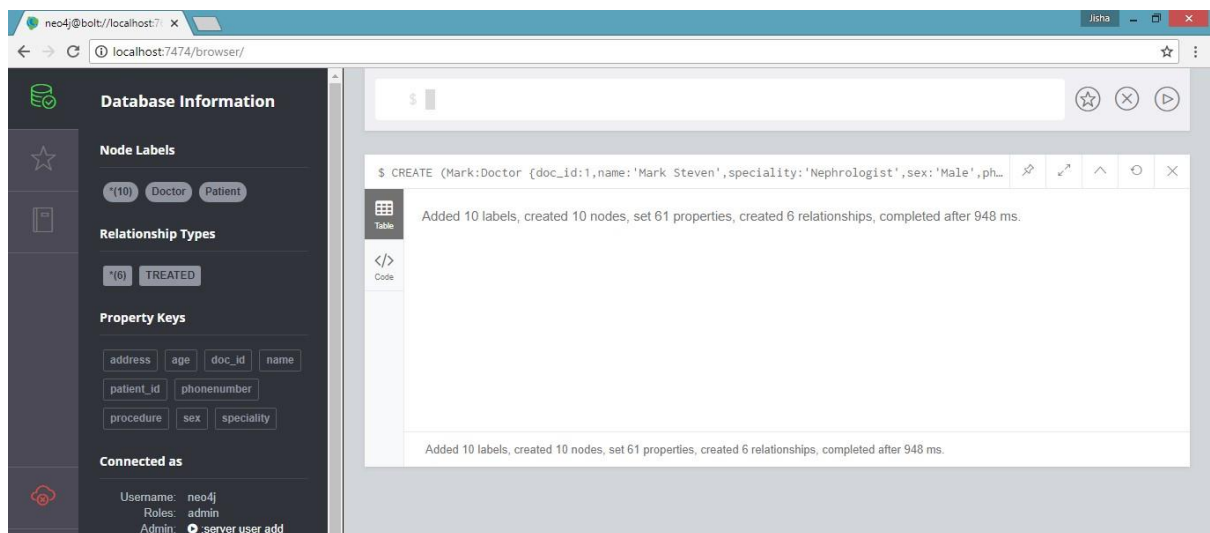 neo4j@bolt://localhost:7
Jisha
localhost:7474/browser/
Database Information
Node Labels
*(10) Doctor Patient
Relationship Types
*(6) TREATED
Property Keys
address age doc_id name
patient_id phonenumber
procedure sex speciality
Connected as
Username: neo4j
Roles: admin
Admin: :server user add
$
$ CREATE (Mark:Doctor {doc_id:1,name:'Mark Steven',speciality:'Nephrologist',sex:'Male',ph…
Table
Added 10 labels, created 10 nodes, set 61 properties, created 6 relationships, completed after 948 ms.
</>
Code
Added 10 labels, created 10 nodes, set 61 properties, created 6 relationships, completed after 948 ms.